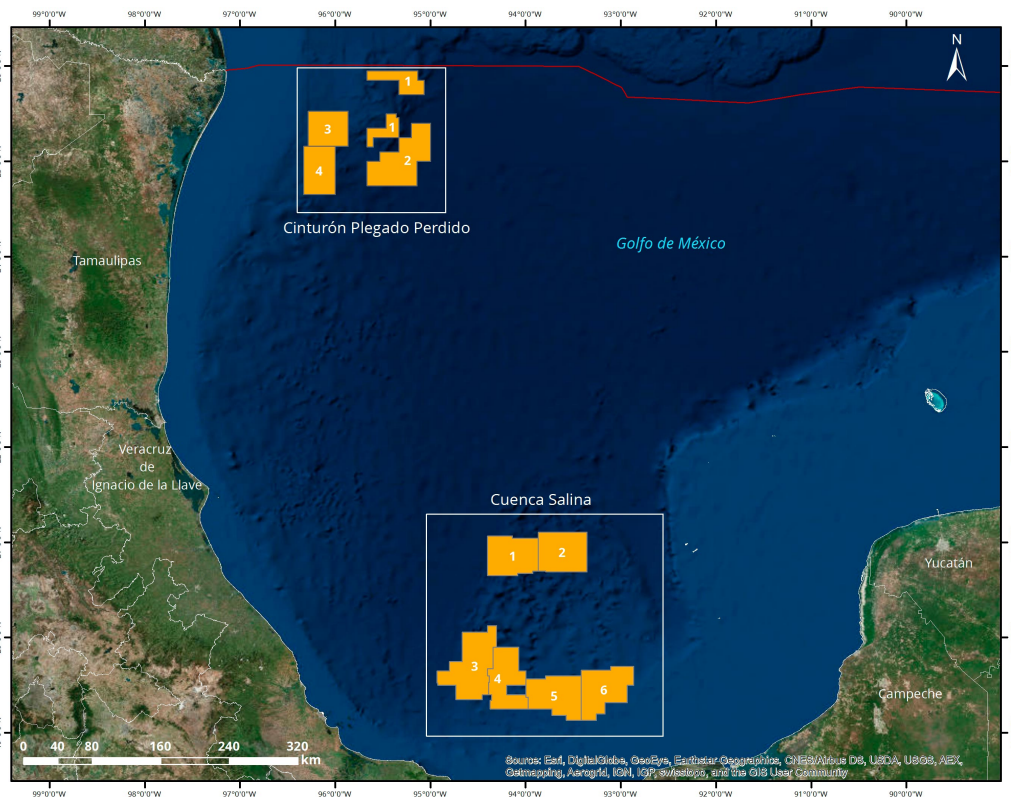 99°0'0"W 98°0'0"W 97°0'0"W 96°0'0"W 95°0'0"W 94°0'0"W 93°0'0"W 92°0'0"W 91°0'0"W 90°0'0"W
N
1
1
3
2
4
Cinturón Plegado Perdido
Golfo de México
Tamaulipas
Veracruz
de
Ignacio de la Llave
Cuenca Salina
1
2
Yucatán
3
4
5
6
Campeche
0 40 80 160 240 320
km
Source: Esri, DigitalGlobe, GeoEye, Earthstar Geographics, CNES/Airbus DS, USDA, USGS, AEX,
Getmapping, Aerogrid, IGN, IGP, swisstopo, and the GIS User Community
99°0'0"W 98°0'0"W 97°0'0"W 96°0'0"W 95°0'0"W 94°0'0"W 93°0'0"W 92°0'0"W 91°0'0"W 90°0'0"W